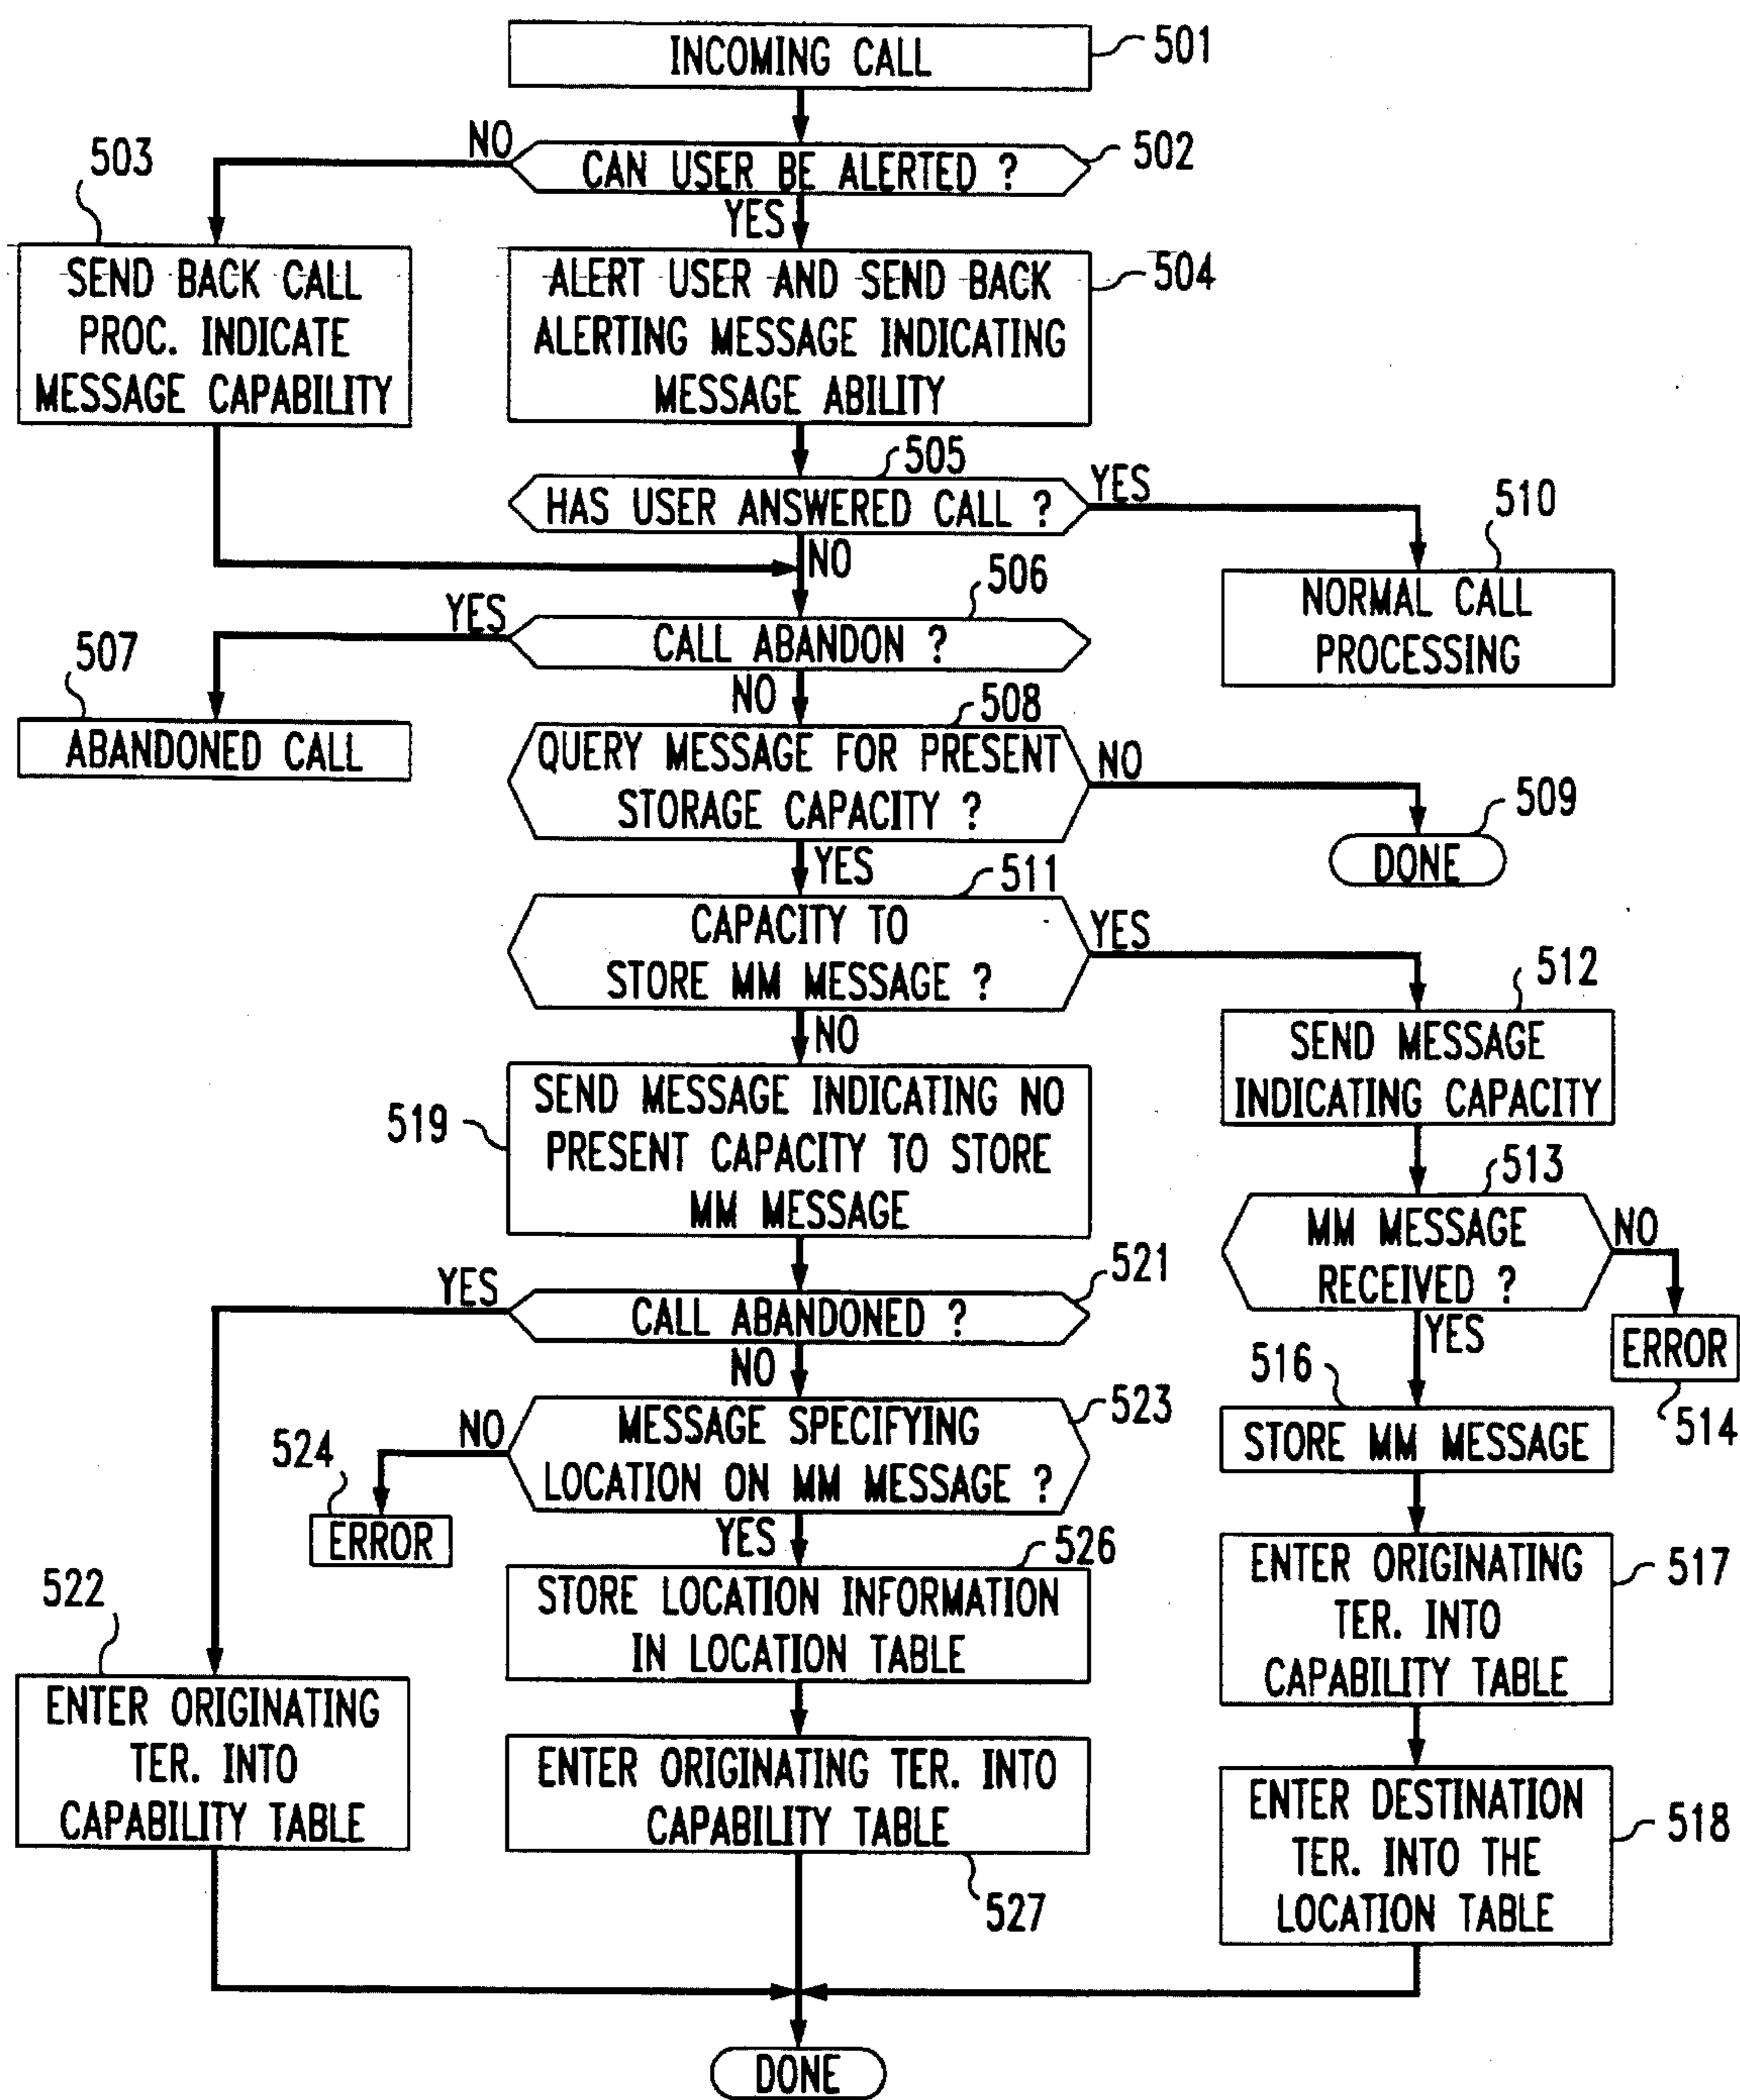 INCOMING CALL
501
NO
CAN USER BE ALERTED ?
502
503
YES
SEND BACK CALL
PROC. INDICATE
MESSAGE CAPABILITY
ALERT USER AND SEND BACK
ALERTING MESSAGE INDICATING
MESSAGE ABILITY
504
505
HAS USER ANSWERED CALL ?
YES
510
NO
NORMAL CALL
PROCESSING
506
YES
CALL ABANDON ?
507
NO
ABANDONED CALL
508
QUERY MESSAGE FOR PRESENT
STORAGE CAPACITY ?
NO
509
DONE
YES
511
CAPACITY TO
STORE MM MESSAGE ?
YES
512
NO
SEND MESSAGE
INDICATING CAPACITY
519
SEND MESSAGE INDICATING NO
PRESENT CAPACITY TO STORE
MM MESSAGE
513
MM MESSAGE
RECEIVED ?
NO
521
YES
CALL ABANDONED ?
YES
ERROR
514
NO
516
STORE MM MESSAGE
523
NO
MESSAGE SPECIFYING
LOCATION ON MM MESSAGE ?
524
ERROR
YES
526
STORE LOCATION INFORMATION
IN LOCATION TABLE
ENTER ORIGINATING
TER. INTO
CAPABILITY TABLE
517
522
ENTER ORIGINATING
TER. INTO
CAPABILITY TABLE
ENTER ORIGINATING TER. INTO
CAPABILITY TABLE
527
ENTER DESTINATION
TER. INTO THE
LOCATION TABLE
518
DONE